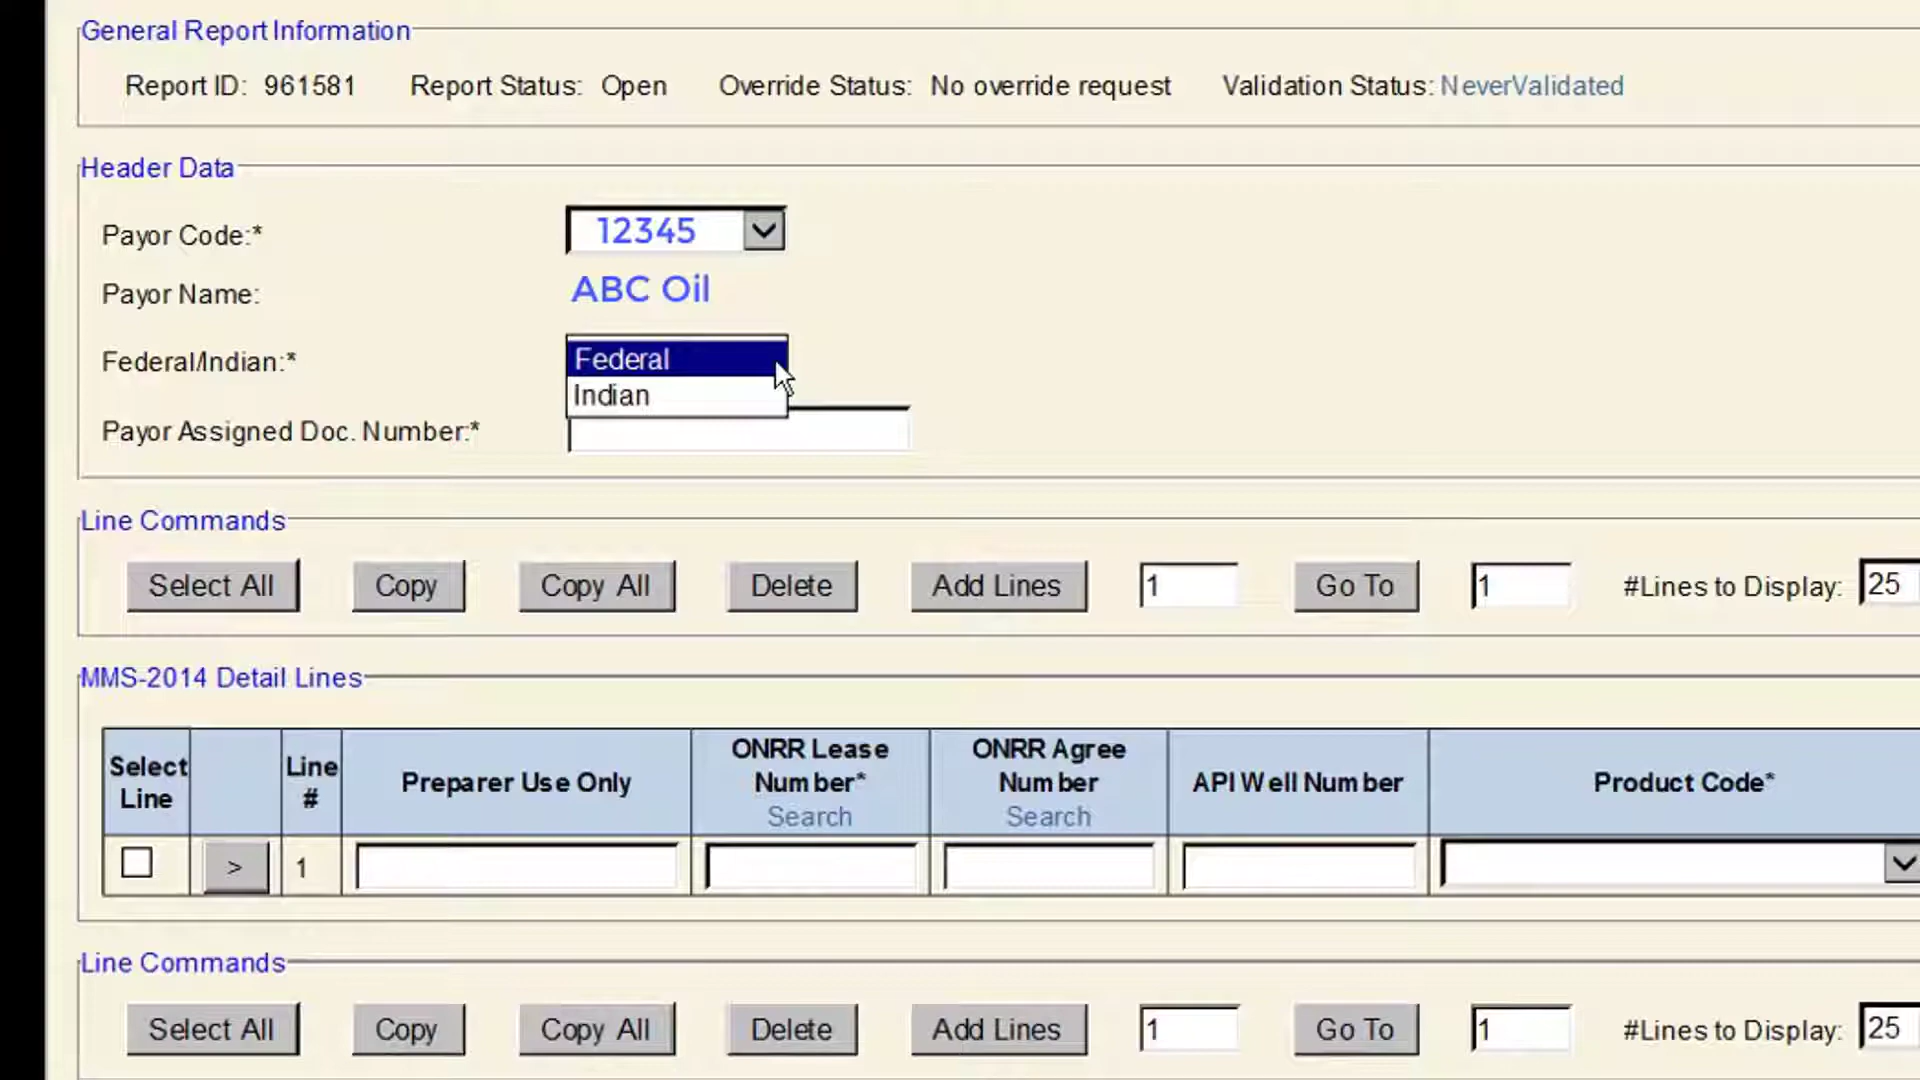 General Report Information
Report ID: 961581 Report Status: Open Override Status: No override request Validation Status: NeverValidated
Header Data
Payor Code:* 12345
Payor Name: ABC Oil
Federal/Indian:* Federal
Indian
Payor Assigned Doc. Number:*
Line Commands
Select All Copy Copy All Delete Add Lines 1 Go To 1 #Lines to Display: 25
MMS-2014 Detail Lines
Select Line Line # Preparer Use Only ONRR Lease Number* Search ONRR Agree Number Search API Well Number Product Code*
> 1
Line Commands
Select All Copy Copy All Delete Add Lines 1 Go To 1 #Lines to Display: 25